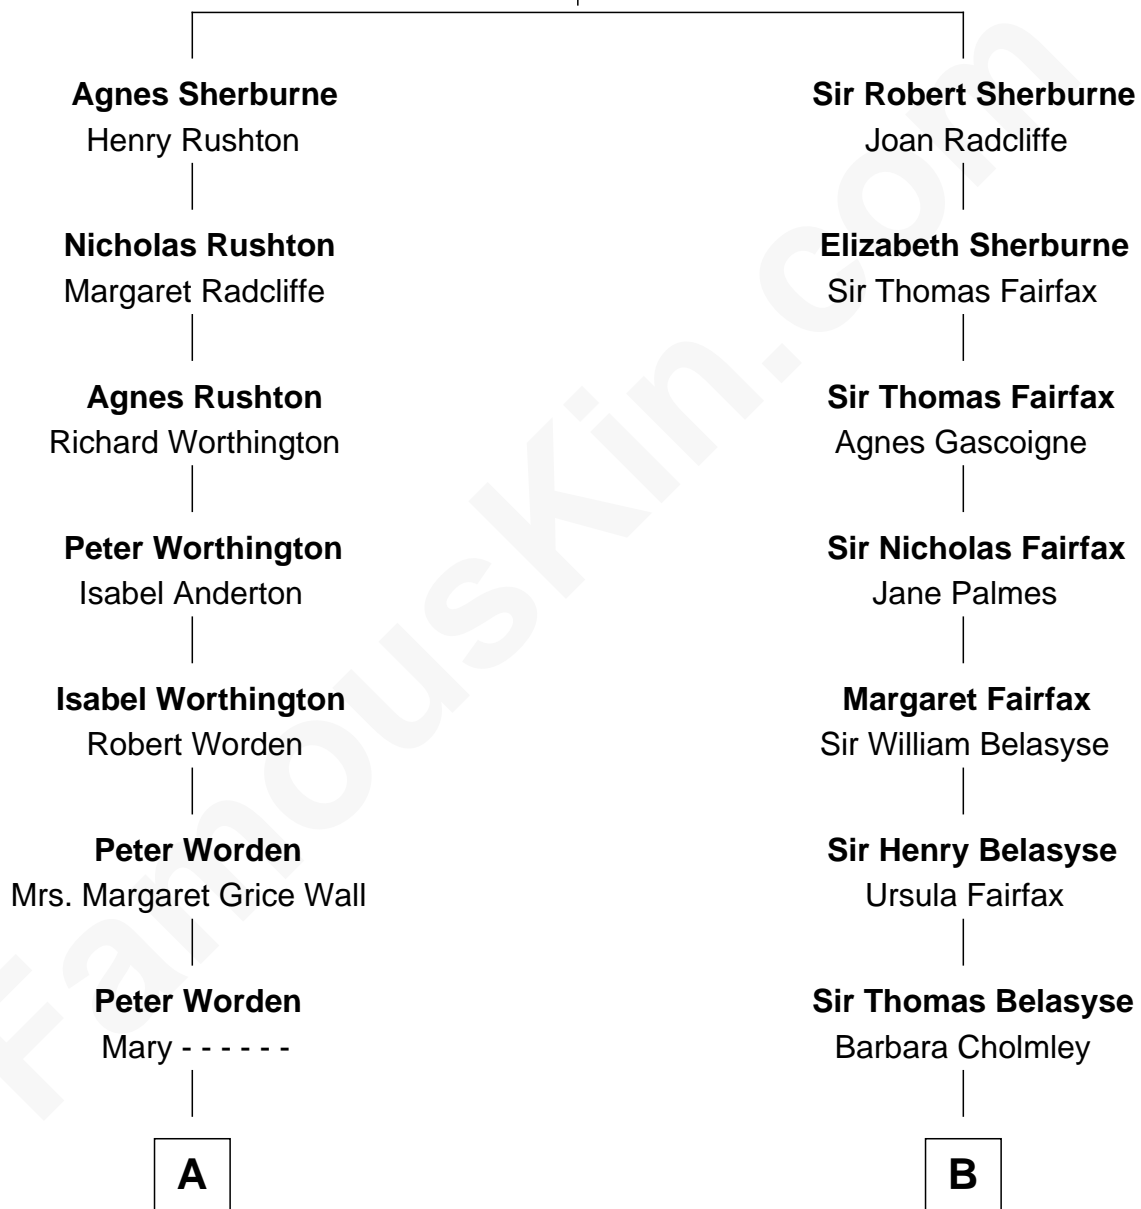 Agnes Sherburne
Henry Rushton
Sir Robert Sherburne
Joan Radcliffe
Nicholas Rushton
Margaret Radcliffe
Elizabeth Sherburne
Sir Thomas Fairfax
Agnes Rushton
Richard Worthington
Sir Thomas Fairfax
Agnes Gascoigne
Peter Worthington
Isabel Anderton
Sir Nicholas Fairfax
Jane Palmes
Isabel Worthington
Robert Worden
Margaret Fairfax
Sir William Belasyse
Peter Worden
Mrs. Margaret Grice Wall
Sir Henry Belasyse
Ursula Fairfax
Peter Worden
Mary - - - - - -
Sir Thomas Belasyse
Barbara Cholmley
A
B
FamousKin.com